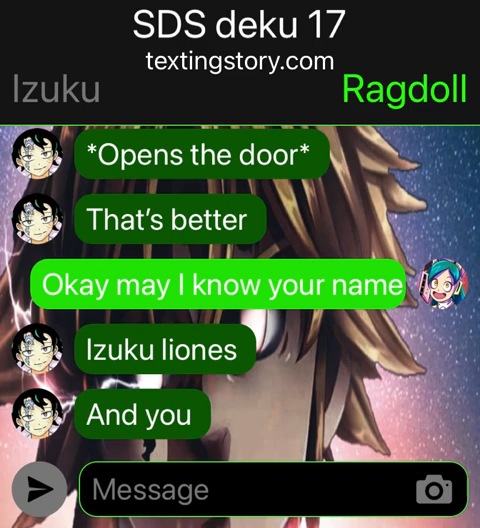 SDS deku 17
textingstory.com
Izuku
Ragdoll
*Opens the door*
That’s better
Okay may I know your name
Izuku liones
And you
Message